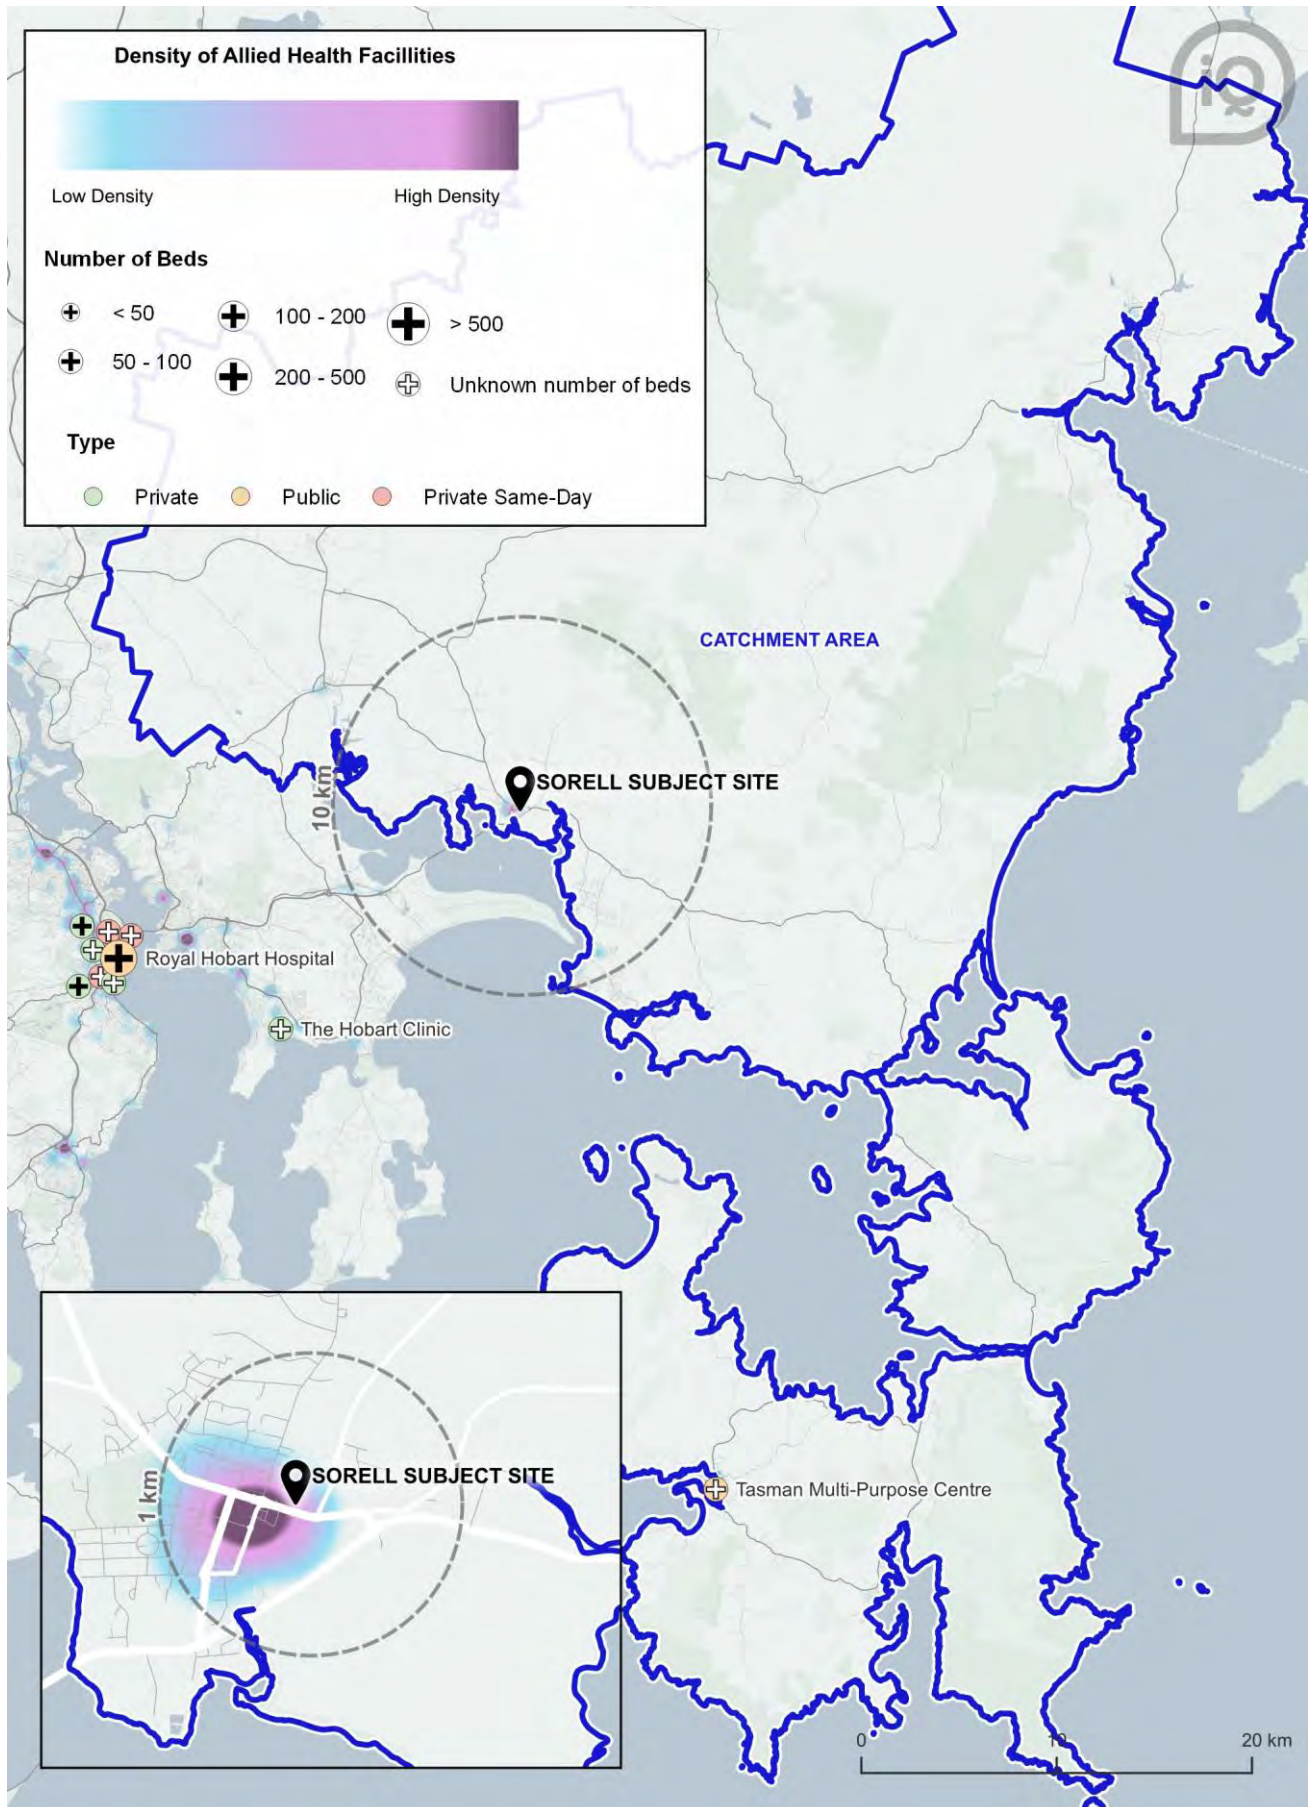 iQ
Density of Allied Health Facillities
Low Density
High Density
Number of Beds
< 50
100 - 200
> 500
50 - 100
200 - 500
Unknown number of beds
Type
Private
Public
Private Same-Day
CATCHMENT AREA
10 km
SORELL SUBJECT SITE
Royal Hobart Hospital
The Hobart Clinic
1 km
SORELL SUBJECT SITE
Tasman Multi-Purpose Centre
0
10
20 km